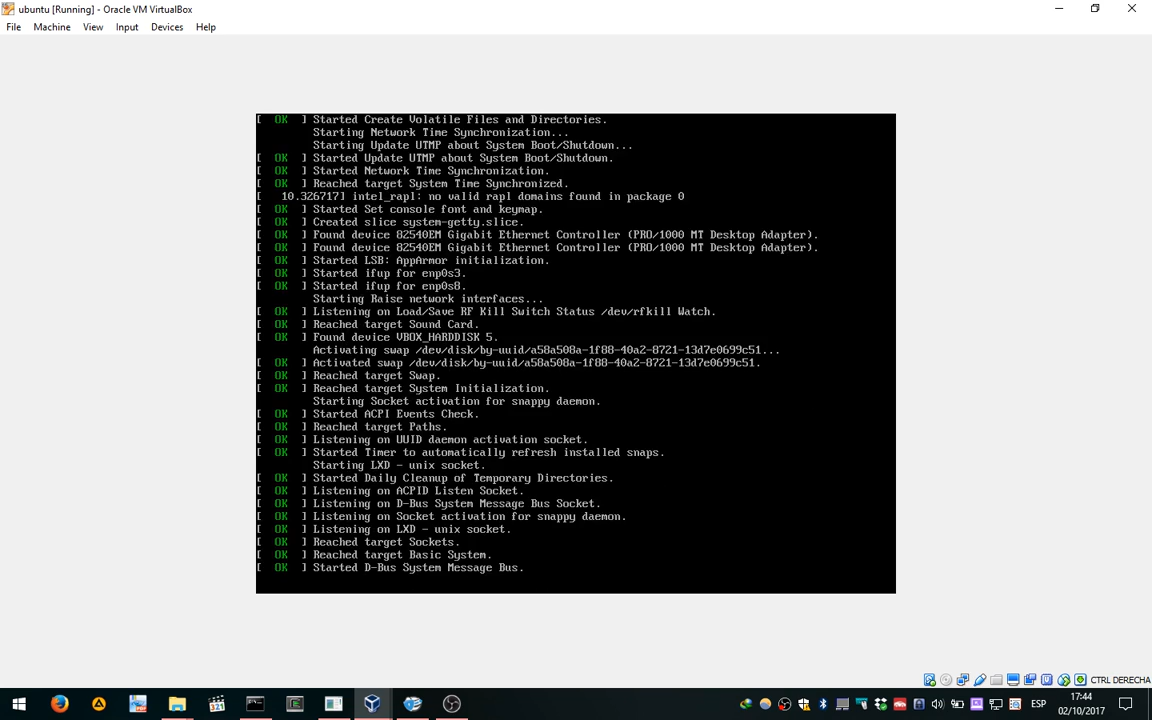 ubuntu [Running] - Oracle VM VirtualBox
File Machine View Input Devices Help
[ OK ] Started Create Volatile Files and Directories.
Starting Network Time Synchronization...
Starting Update UTMP about System Boot/Shutdown...
[ OK ] Started Update UTMP about System Boot/Shutdown.
[ OK ] Started Network Time Synchronization.
[ OK ] Reached target System Time Synchronized.
[ 10.326717] intel_rapl: no valid rapl domains found in package 0
[ OK ] Started Set console font and keymap.
[ OK ] Created slice system-getty.slice.
[ OK ] Found device 82540EM Gigabit Ethernet Controller (PRO/1000 MT Desktop Adapter).
[ OK ] Found device 82540EM Gigabit Ethernet Controller (PRO/1000 MT Desktop Adapter).
[ OK ] Started LSB: AppArmor initialization.
[ OK ] Started ifup for enp0s3.
[ OK ] Started ifup for enp0s8.
Starting Raise network interfaces...
[ OK ] Listening on Load/Save RF Kill Switch Status /dev/rfkill Watch.
[ OK ] Reached target Sound Card.
[ OK ] Found device VBOX_HARDDISK 5.
Activating swap /dev/disk/by-uuid/a58a508a-1f88-40a2-8721-13d7e0699c51...
[ OK ] Activated swap /dev/disk/by-uuid/a58a508a-1f88-40a2-8721-13d7e0699c51.
[ OK ] Reached target Swap.
[ OK ] Reached target System Initialization.
Starting Socket activation for snappy daemon.
[ OK ] Started ACPI Events Check.
[ OK ] Reached target Paths.
[ OK ] Listening on UUID daemon activation socket.
[ OK ] Started Timer to automatically refresh installed snaps.
Starting LXD - unix socket.
[ OK ] Started Daily Cleanup of Temporary Directories.
[ OK ] Listening on ACPID Listen Socket.
[ OK ] Listening on D-Bus System Message Bus Socket.
[ OK ] Listening on Socket activation for snappy daemon.
[ OK ] Listening on LXD - unix socket.
[ OK ] Reached target Sockets.
[ OK ] Reached target Basic System.
[ OK ] Started D-Bus System Message Bus.
CTRL DERECHA
ESP
17:44
02/10/2017